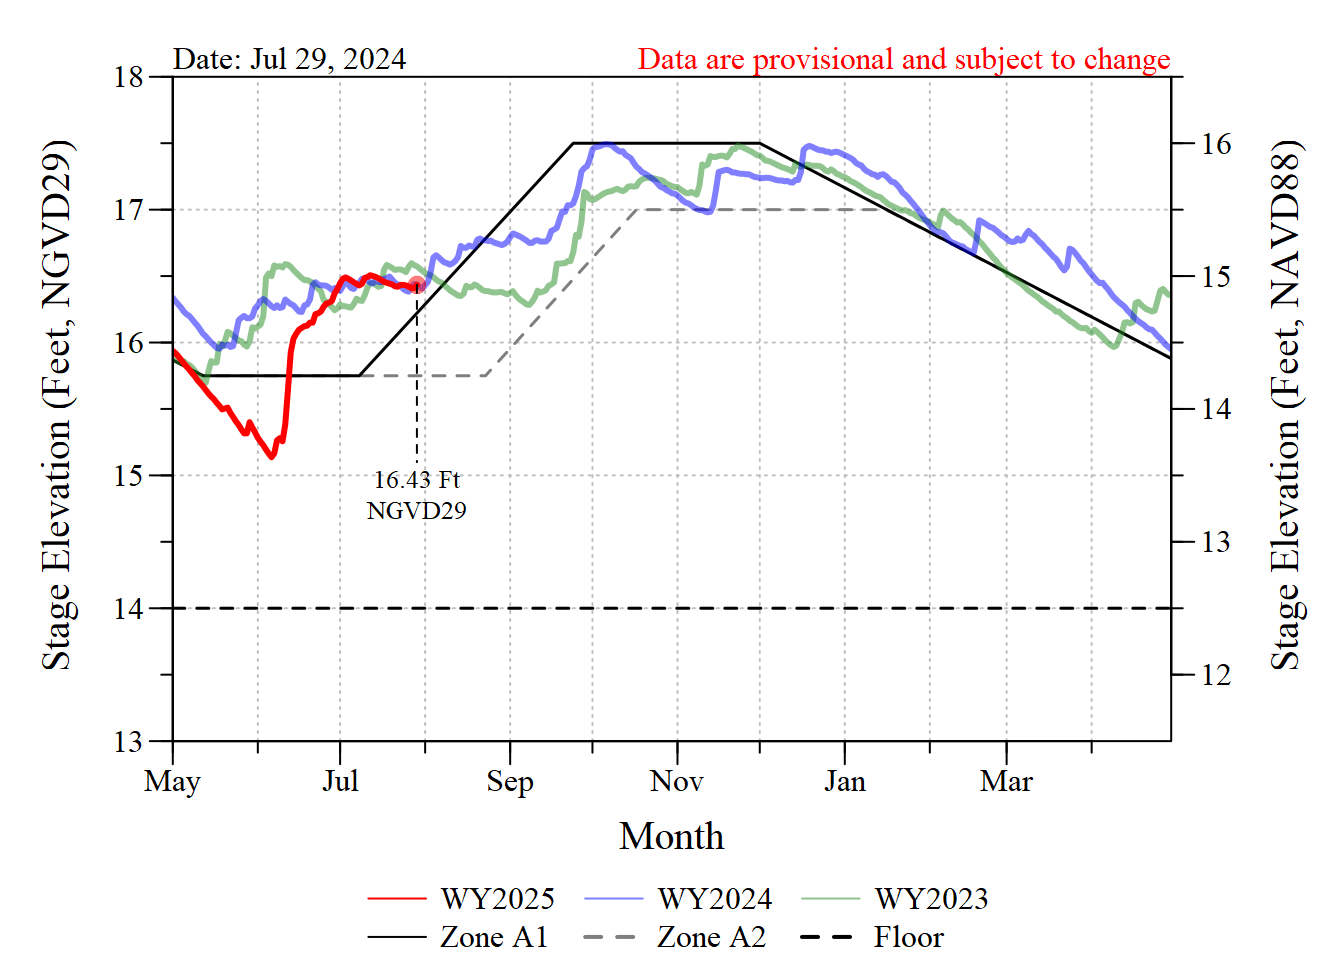 Date: Jul 29, 2024
Data are provisional and subject to change
Stage Elevation (Feet, NGVD29)
18
17
16
15
14
13
16
15
14
13
12
Stage Elevation (Feet, NAVD88)
16.43 Ft
NGVD29
May Jul Sep Nov Jan Mar
Month
WY2025 WY2024 WY2023
Zone A1 Zone A2 Floor